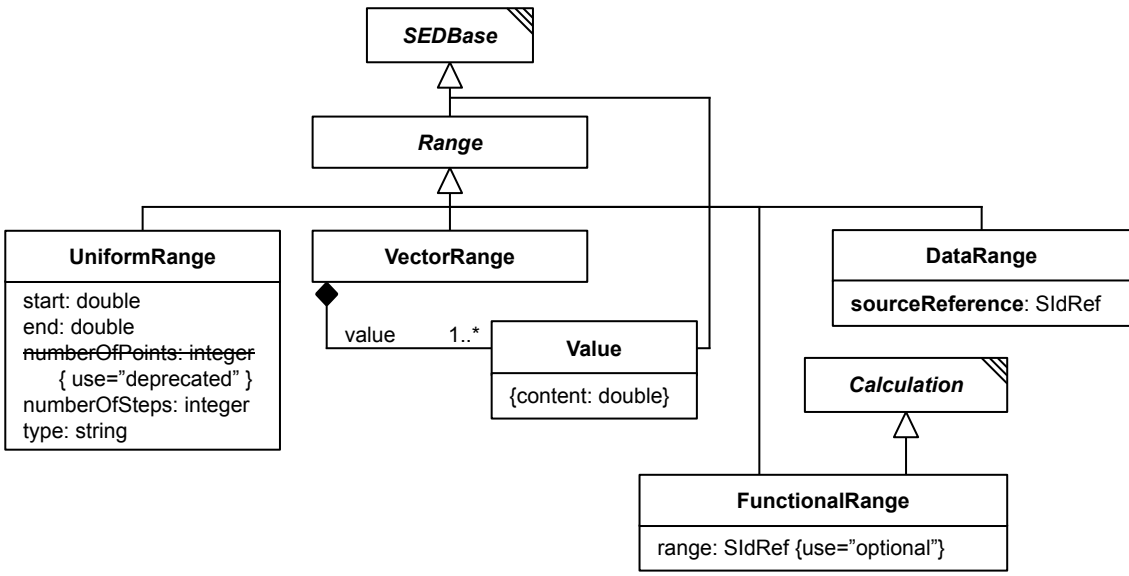 SEDBase
Range
UniformRange
start: double
end: double
numberOfPoints: integer
{ use=”deprecated” }
numberOfSteps: integer
type: string
VectorRange
value 1..*
Value
{content: double}
DataRange
sourceReference: SIdRef
Calculation
FunctionalRange
range: SIdRef {use=”optional”}